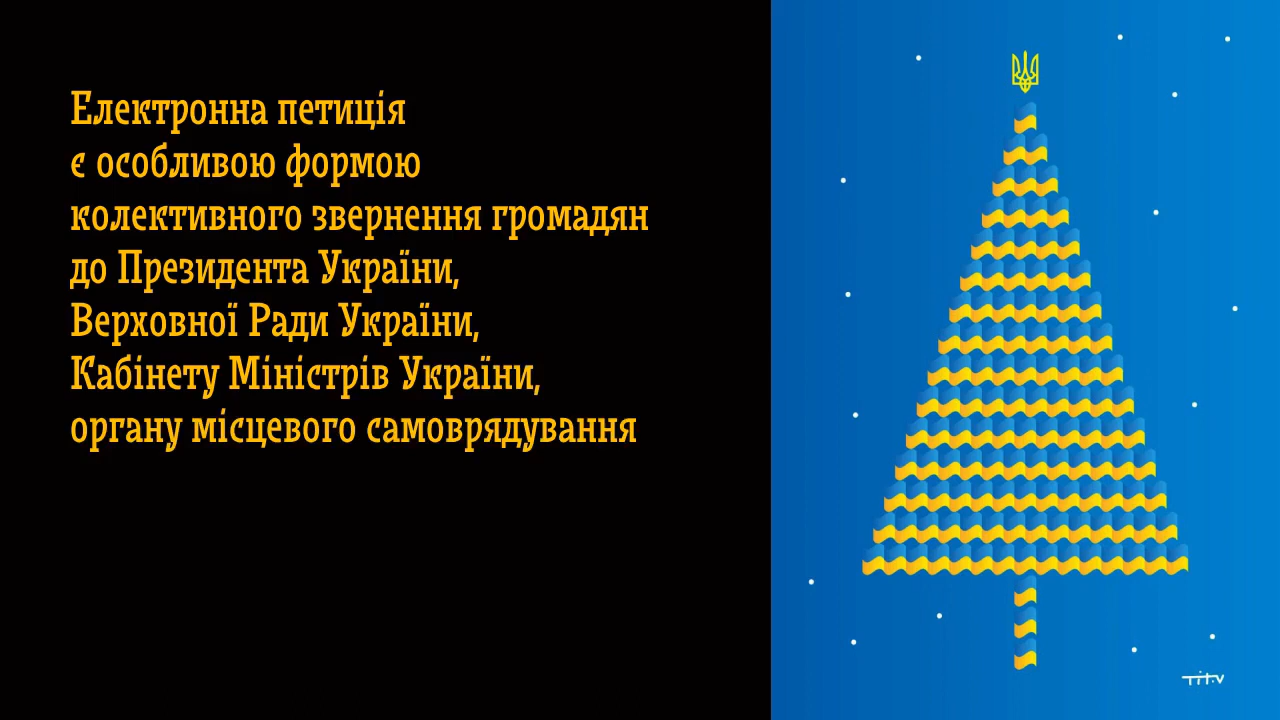 Електронна петиція
є особливою формою
колективного звернення громадян
до Президента України,
Верховної Ради України,
Кабінету Міністрів України,
органу місцевого самоврядування